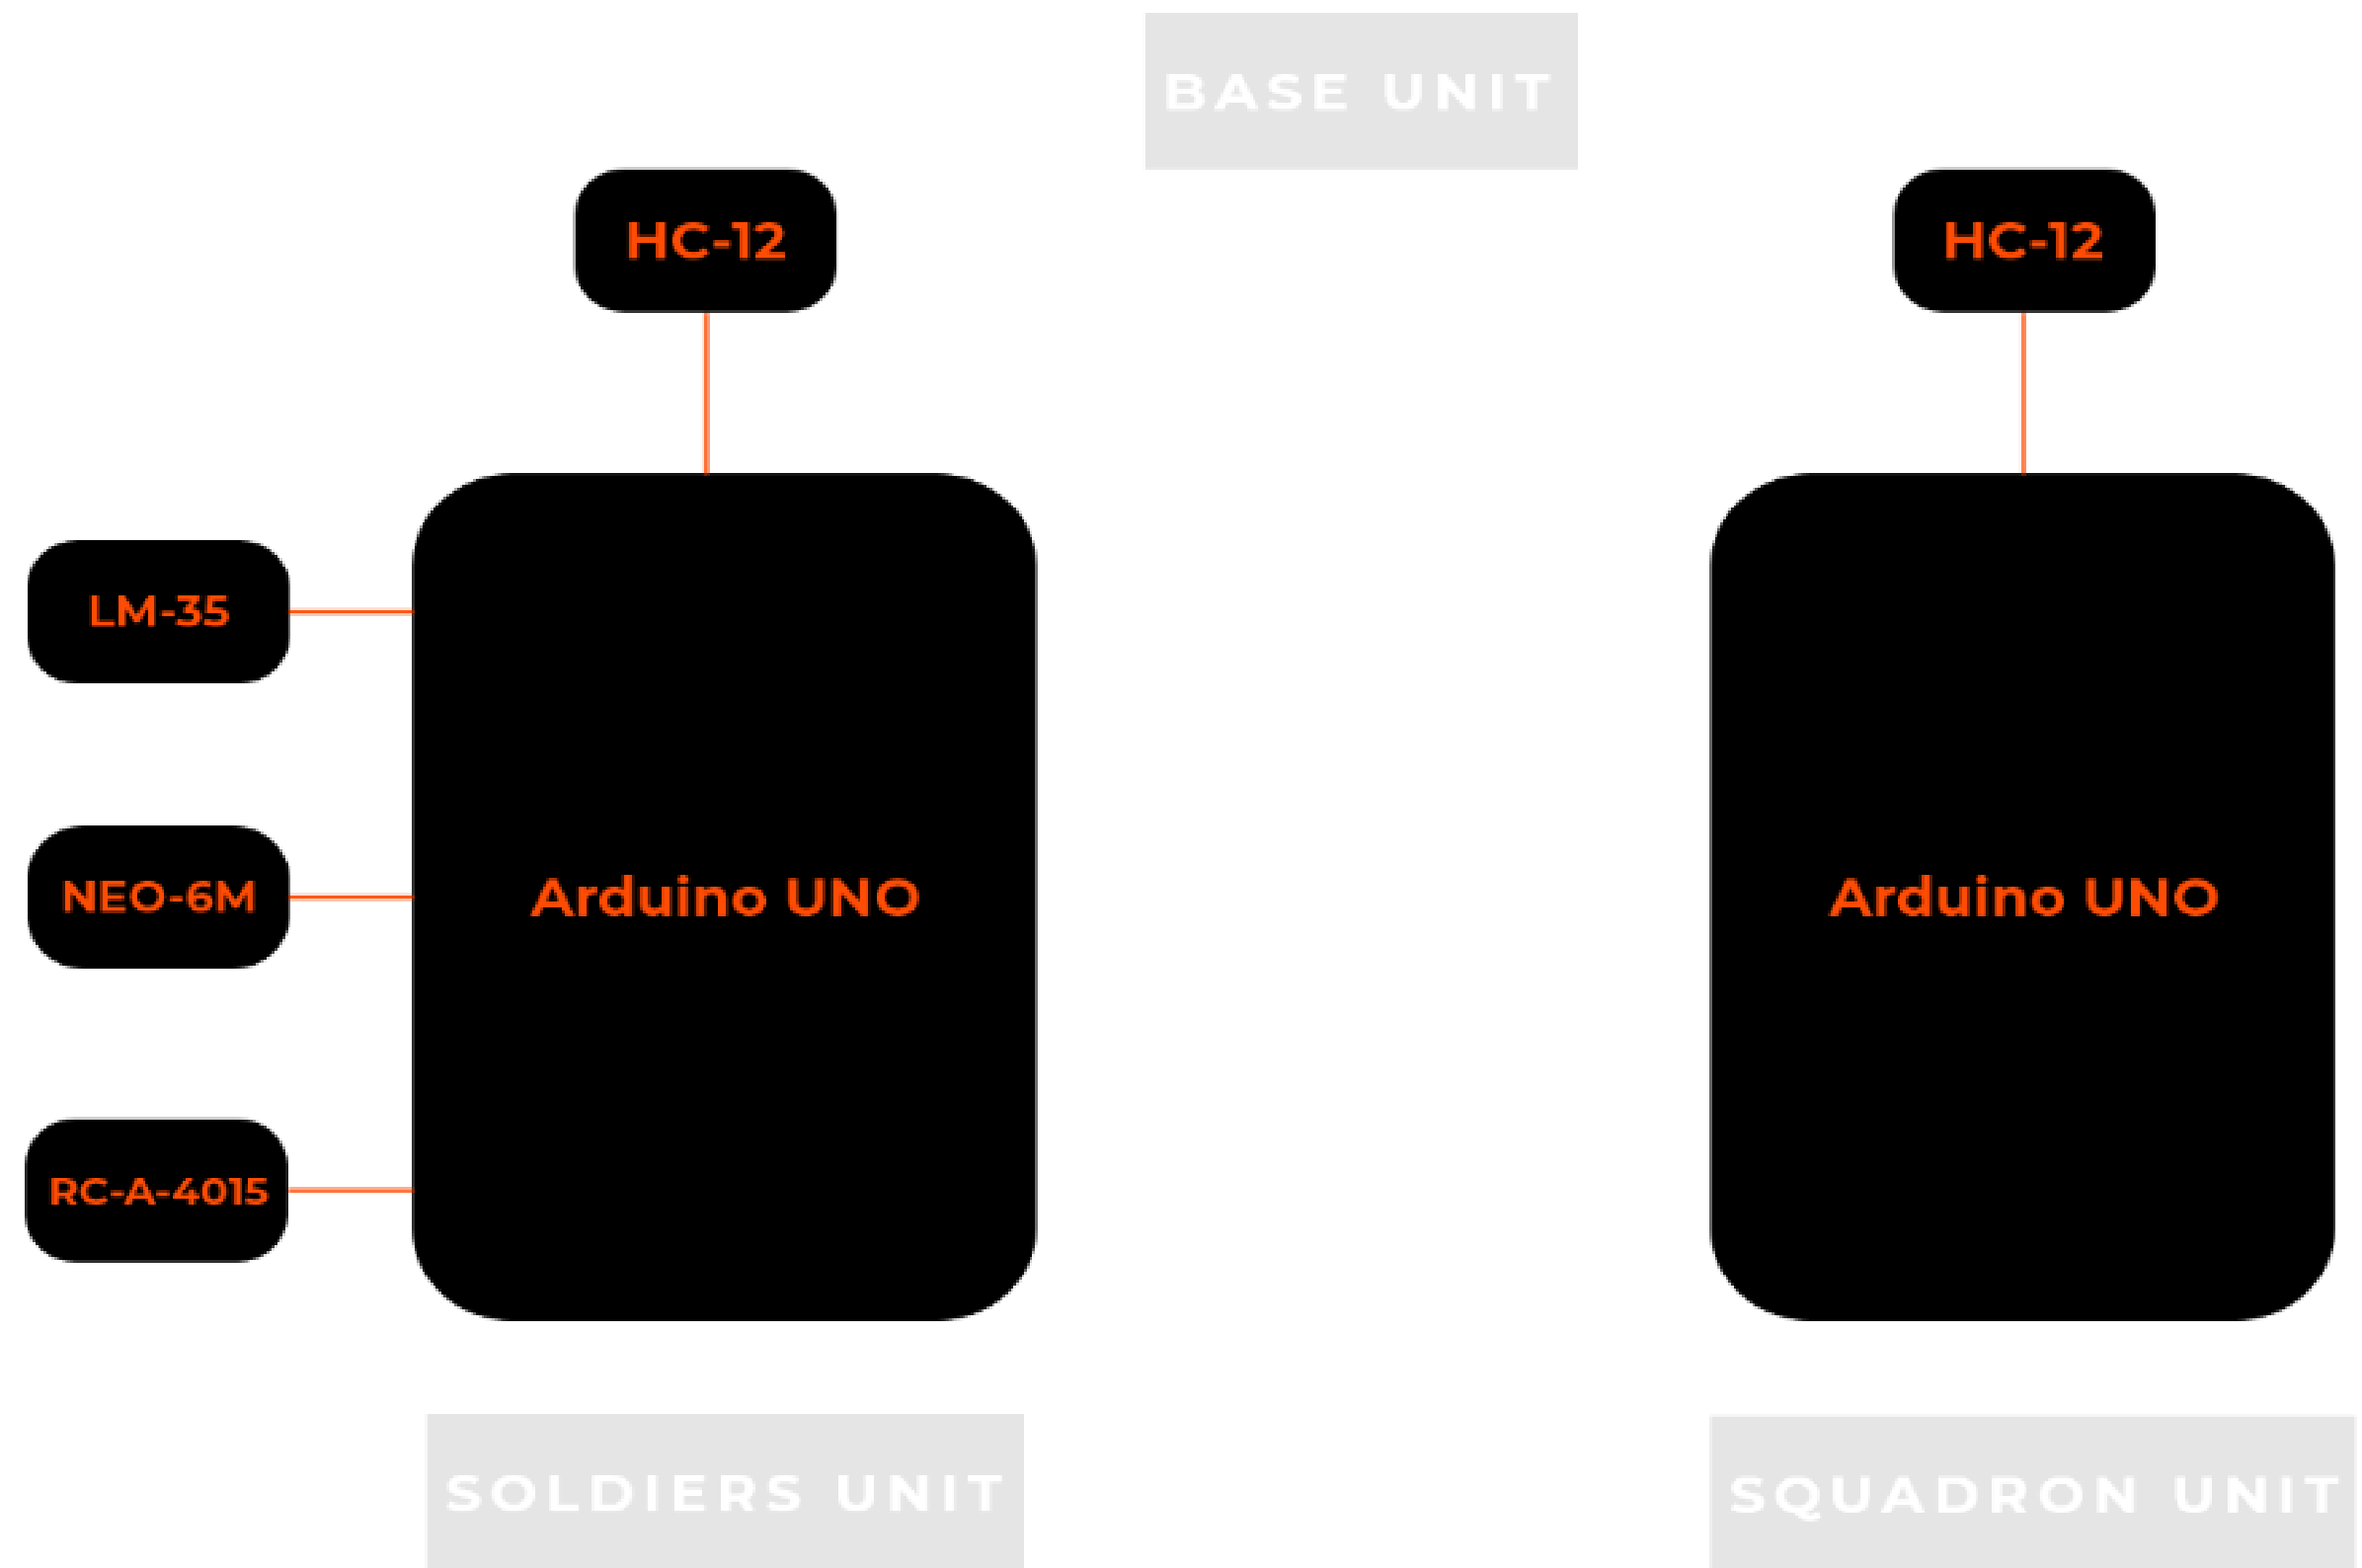 BASE UNIT
HC-12
HC-12
LM-35
NEO-6M
Arduino UNO
Arduino UNO
RC-A-4015
SOLDIERS UNIT
SQUADRON UNIT